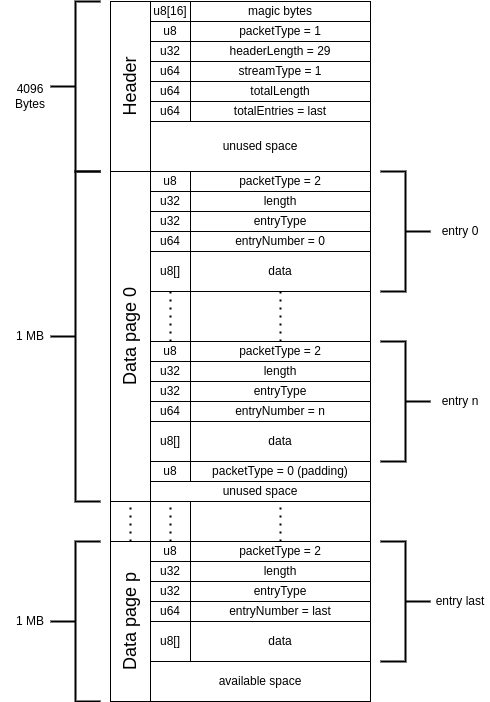 u8[16] magic bytes
u8 packetType = 1
u32 headerLength = 29
u64 streamType = 1
u64 totalLength
u64 totalEntries = last
unused space
Header
4096
Bytes
u8 packetType = 2
u32 length
u32 entryType
u64 entryNumber = 0
u8[] data
entry 0
Data page 0
1 MB
u8 packetType = 2
u32 length
u32 entryType
u64 entryNumber = n
u8[] data
entry n
u8 packetType = 0 (padding)
unused space
u8 packetType = 2
u32 length
u32 entryType
u64 entryNumber = last
u8[] data
entry last
available space
Data page p
1 MB